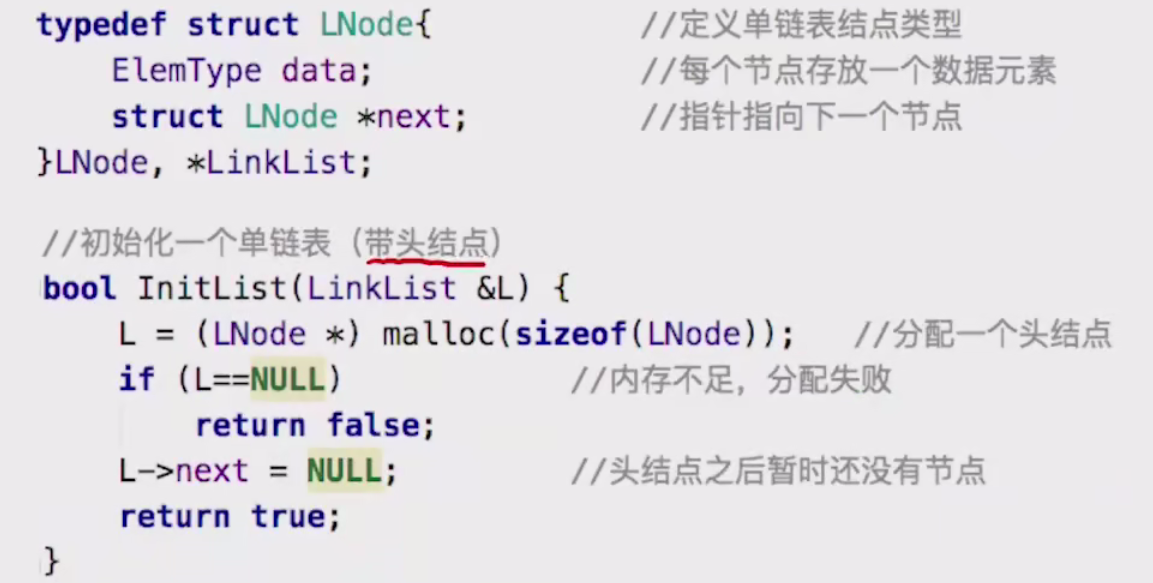 typedef struct LNode{ //定义单链表结点类型
ElemType data; //每个节点存放一个数据元素
struct LNode *next; //指针指向下一个节点
}LNode, *LinkList;
//初始化一个单链表（带头结点）
bool InitList(LinkList &L) {
L = (LNode *) malloc(sizeof(LNode)); //分配一个头结点
if (L==NULL) //内存不足，分配失败
return false;
L->next = NULL; //头结点之后暂时还没有节点
return true;
}